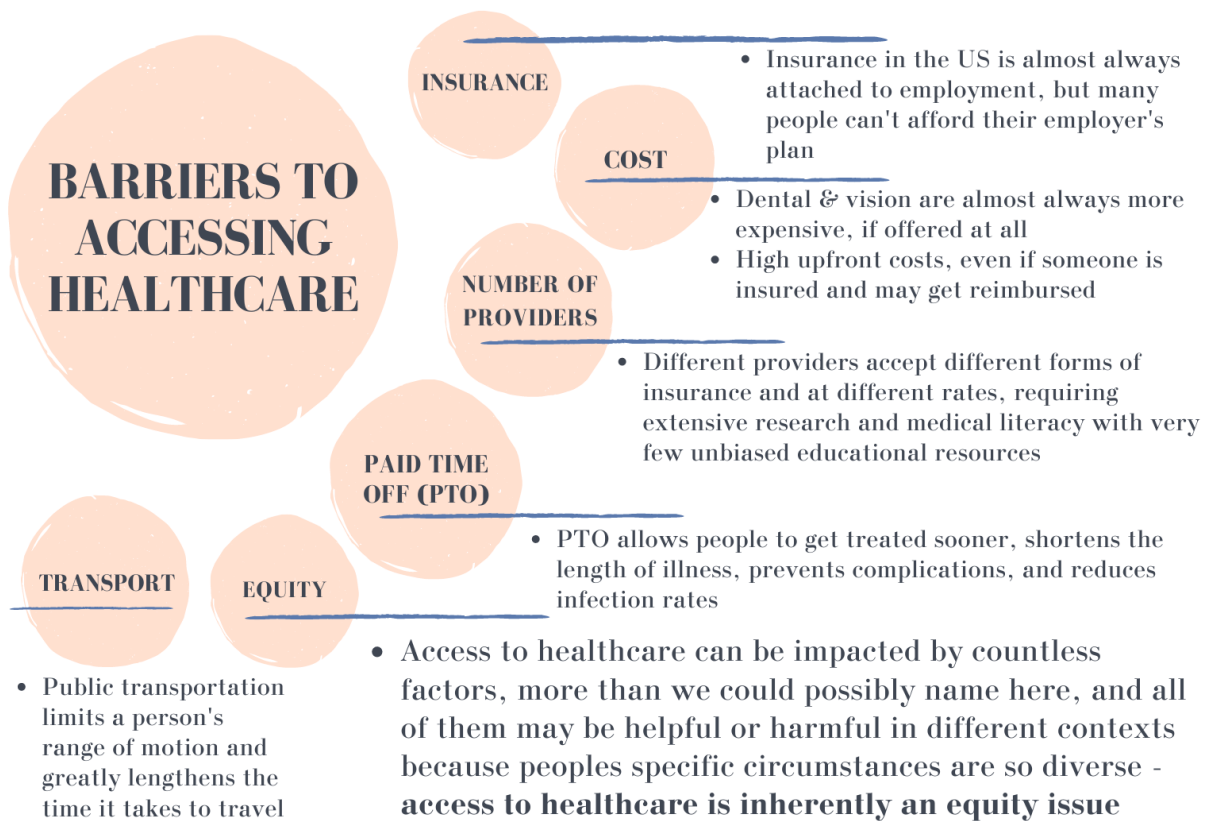 BARRIERS TO
ACCESSING
HEALTHCARE
INSURANCE
• Insurance in the US is almost always
attached to employment, but many
people can't afford their employer's
plan
COST
• Dental & vision are almost always more
expensive, if offered at all
• High upfront costs, even if someone is
insured and may get reimbursed
NUMBER OF
PROVIDERS
• Different providers accept different forms of
insurance and at different rates, requiring
extensive research and medical literacy with very
few unbiased educational resources
PAID TIME
OFF (PTO)
• PTO allows people to get treated sooner, shortens the
length of illness, prevents complications, and reduces
infection rates
EQUITY
• Access to healthcare can be impacted by countless
factors, more than we could possibly name here, and all
of them may be helpful or harmful in different contexts
because peoples specific circumstances are so diverse -
access to healthcare is inherently an equity issue
TRANSPORT
• Public transportation
limits a person's
range of motion and
greatly lengthens the
time it takes to travel